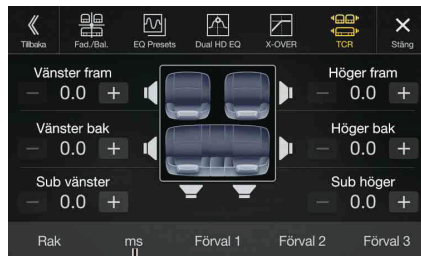 Tillbaka Fad./Bal. EQ Presets Dual HD EQ X-OVER TCR Stäng
Vänster fram Höger fram
− 0.0 + − 0.0 +
Vänster bak Höger bak
− 0.0 + − 0.0 +
Sub vänster Sub höger
− 0.0 + − 0.0 +
Rak ms Förval 1 Förval 2 Förval 3